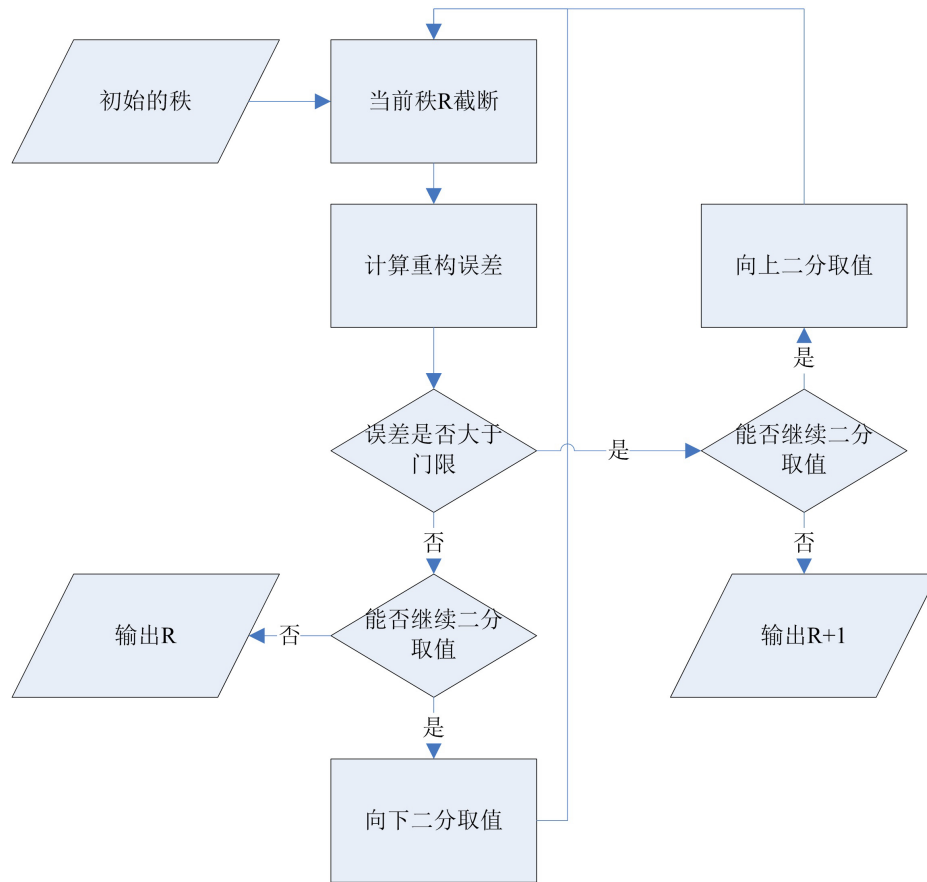 初始的秩
当前秩R截断
计算重构误差
向上二分取值
是
误差是否大于
门限
是
能否继续二分
取值
否
否
输出R
否
能否继续二分
取值
输出R+1
是
向下二分取值